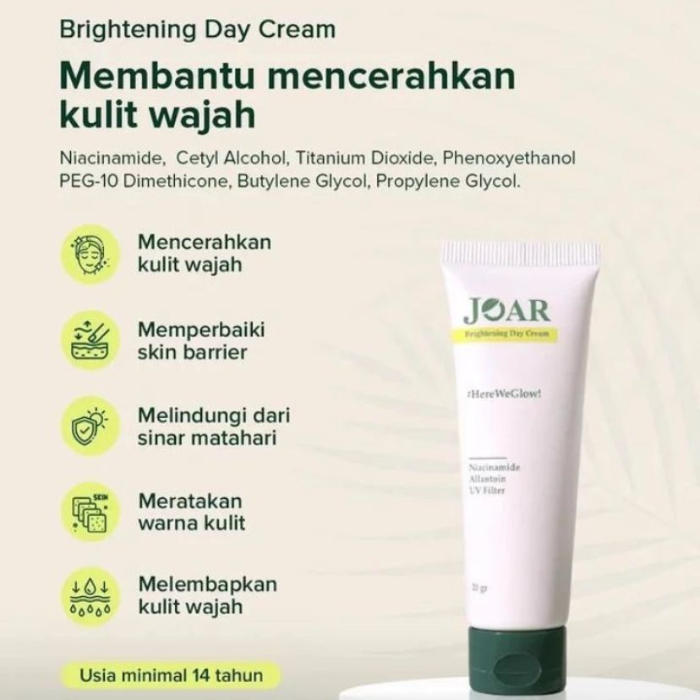 Brightening Day Cream
Membantu mencerahkan
kulit wajah
Niacinamide, Cetyl Alcohol, Titanium Dioxide, Phenoxyethanol
PEG-10 Dimethicone, Butylene Glycol, Propylene Glycol.
Mencerahkan
kulit wajah
Memperbaiki
skin barrier
Melindungi dari
sinar matahari
SKIN
Meratakan
warna kulit
Melembapkan
kulit wajah
Usia minimal 14 tahun
JOAR
Brightening Day Cream
#HereWeGlow!
Niacinamide
Allantoin
UV Filter